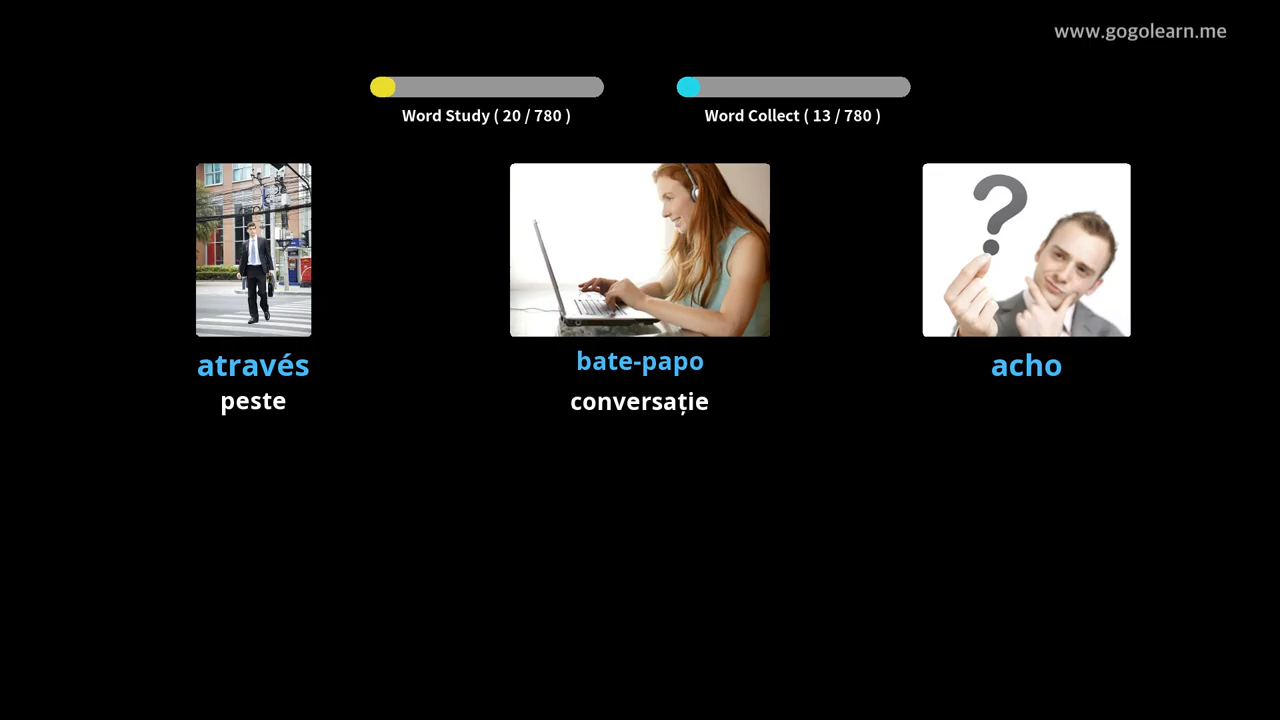 www.gogolearn.me
Word Study ( 20 / 780 )
Word Collect ( 13 / 780 )
através
bate-papo
acho
peste
conversație